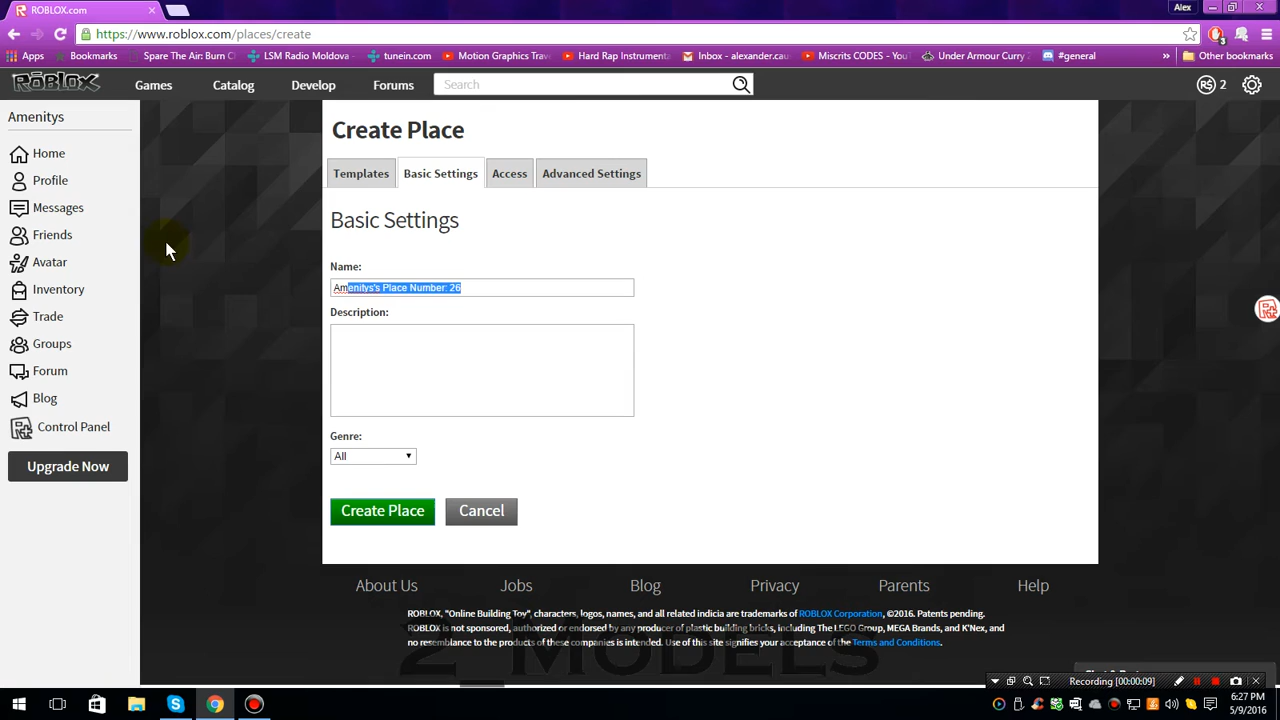 ROBLOX.com
Alex
https://www.roblox.com/places/create
Apps
Bookmarks
Spare The Air: Burn C
LSM Radio Moldova
tunein.com
Motion Graphics Trav
Hard Rap Instrumenta
Inbox - alexander.cau
Miscrits CODES - You
Under Armour Curry
#general
Other bookmarks
ROBLOX
Games
Catalog
Develop
Forums
Search
R$ 2
Amenitys
Home
Profile
Messages
Friends
Avatar
Inventory
Trade
Groups
Forum
Blog
Control Panel
Upgrade Now
Create Place
Templates
Basic Settings
Access
Advanced Settings
Basic Settings
Name:
Amenitys's Place Number: 26
Description:
Genre:
All
Create Place
Cancel
About Us
Jobs
Blog
Privacy
Parents
Help
ROBLOX, "Online Building Toy", characters, logos, names, and all related indicia are trademarks of ROBLOX Corporation, ©2016. Patents pending.
ROBLOX is not sponsored, authorized or endorsed by any producer of plastic building bricks, including The LEGO Group, MEGA Brands, and K'Nex, and
no resemblance to the products of these companies is intended. Use of this site signifies your acceptance of the Terms and Conditions.
2_Models
Recording [00:00:09]
6:27 PM
5/9/2016